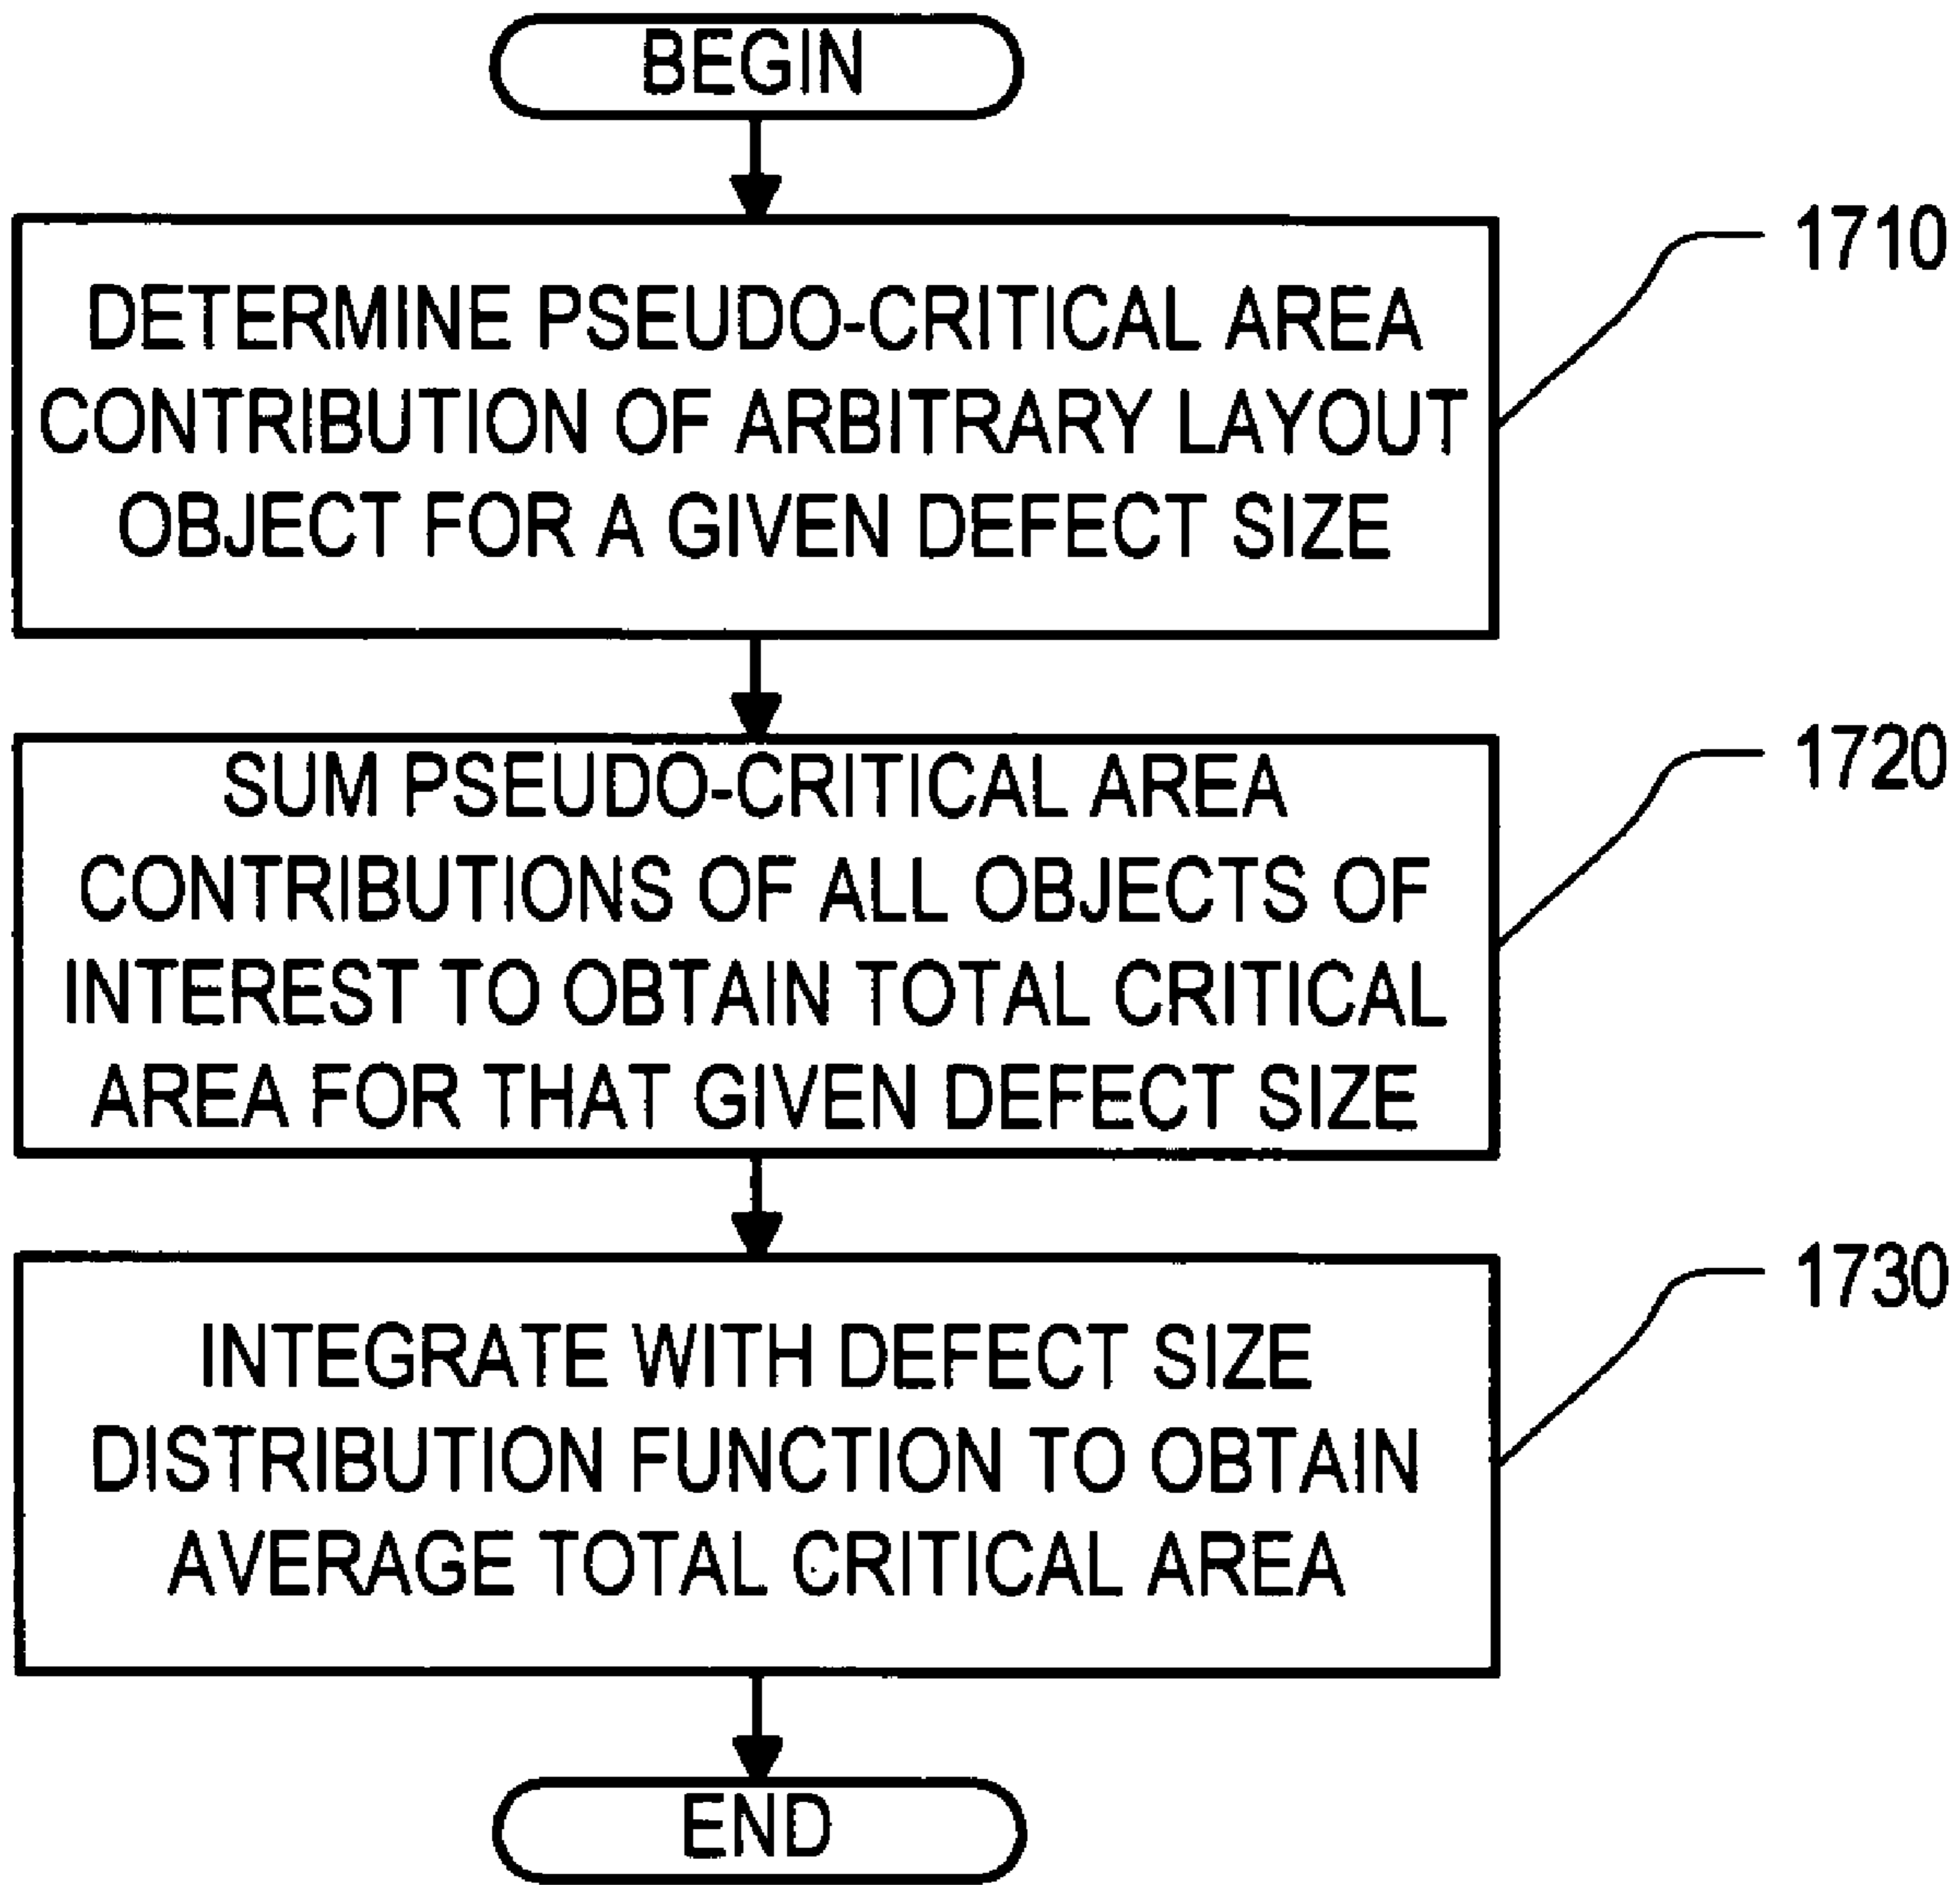 BEGIN
1710
DETERMINE PSEUDO-CRITICAL AREA
CONTRIBUTION OF ARBITRARY LAYOUT
OBJECT FOR A GIVEN DEFECT SIZE
1720
SUM PSEUDO-CRITICAL AREA
CONTRIBUTIONS OF ALL OBJECTS OF
INTEREST TO OBTAIN TOTAL CRITICAL
AREA FOR THAT GIVEN DEFECT SIZE
1730
INTEGRATE WITH DEFECT SIZE
DISTRIBUTION FUNCTION TO OBTAIN
AVERAGE TOTAL CRITICAL AREA
END